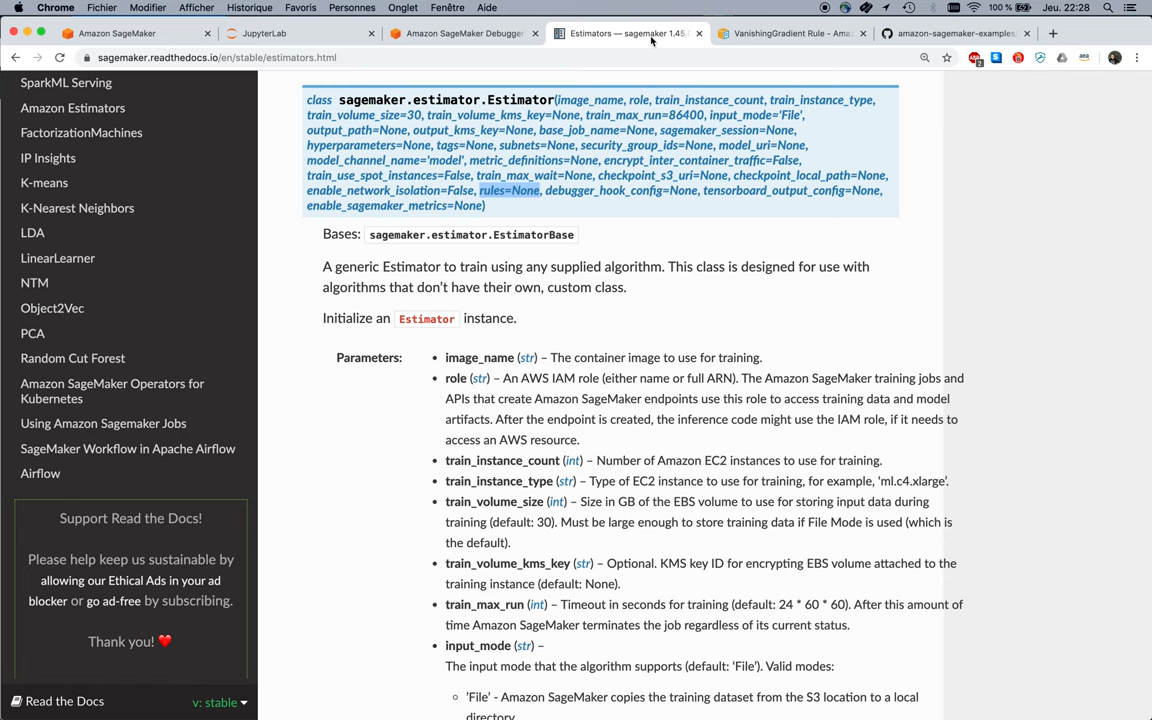 Chrome Fichier Modifier Afficher Historique Favoris Personnes Onglet Fenêtre Aide 100 % Jeu. 22:28
Amazon SageMaker JupyterLab Amazon SageMaker Debugger Estimators — sagemaker 1.45. VanishingGradient Rule - Amaz amazon-sagemaker-examples
sagemaker.readthedocs.io/en/stable/estimators.html
SparkML Serving
Amazon Estimators
FactorizationMachines
IP Insights
K-means
K-Nearest Neighbors
LDA
LinearLearner
NTM
Object2Vec
PCA
Random Cut Forest
Amazon SageMaker Operators for
Kubernetes
Using Amazon Sagemaker Jobs
SageMaker Workflow in Apache Airflow
Airflow
Support Read the Docs!
Please help keep us sustainable by
allowing our Ethical Ads in your ad
blocker or go ad-free by subscribing.
Thank you! ❤️
Read the Docs v: stable
class sagemaker.estimator.Estimator(image_name, role, train_instance_count, train_instance_type,
train_volume_size=30, train_volume_kms_key=None, train_max_run=86400, input_mode='File',
output_path=None, output_kms_key=None, base_job_name=None, sagemaker_session=None,
hyperparameters=None, tags=None, subnets=None, security_group_ids=None, model_uri=None,
model_channel_name='model', metric_definitions=None, encrypt_inter_container_traffic=False,
train_use_spot_instances=False, train_max_wait=None, checkpoint_s3_uri=None, checkpoint_local_path=None,
enable_network_isolation=False, rules=None, debugger_hook_config=None, tensorboard_output_config=None,
enable_sagemaker_metrics=None)
Bases: sagemaker.estimator.EstimatorBase
A generic Estimator to train using any supplied algorithm. This class is designed for use with
algorithms that don't have their own, custom class.
Initialize an Estimator instance.
Parameters:
• image_name (str) – The container image to use for training.
• role (str) – An AWS IAM role (either name or full ARN). The Amazon SageMaker training jobs and
APIs that create Amazon SageMaker endpoints use this role to access training data and model
artifacts. After the endpoint is created, the inference code might use the IAM role, if it needs to
access an AWS resource.
• train_instance_count (int) – Number of Amazon EC2 instances to use for training.
• train_instance_type (str) – Type of EC2 instance to use for training, for example, 'ml.c4.xlarge'.
• train_volume_size (int) – Size in GB of the EBS volume to use for storing input data during
training (default: 30). Must be large enough to store training data if File Mode is used (which is
the default).
• train_volume_kms_key (str) – Optional. KMS key ID for encrypting EBS volume attached to the
training instance (default: None).
• train_max_run (int) – Timeout in seconds for training (default: 24 * 60 * 60). After this amount of
time Amazon SageMaker terminates the job regardless of its current status.
• input_mode (str) –
The input mode that the algorithm supports (default: 'File'). Valid modes:
'File' - Amazon SageMaker copies the training dataset from the S3 location to a local
directory.